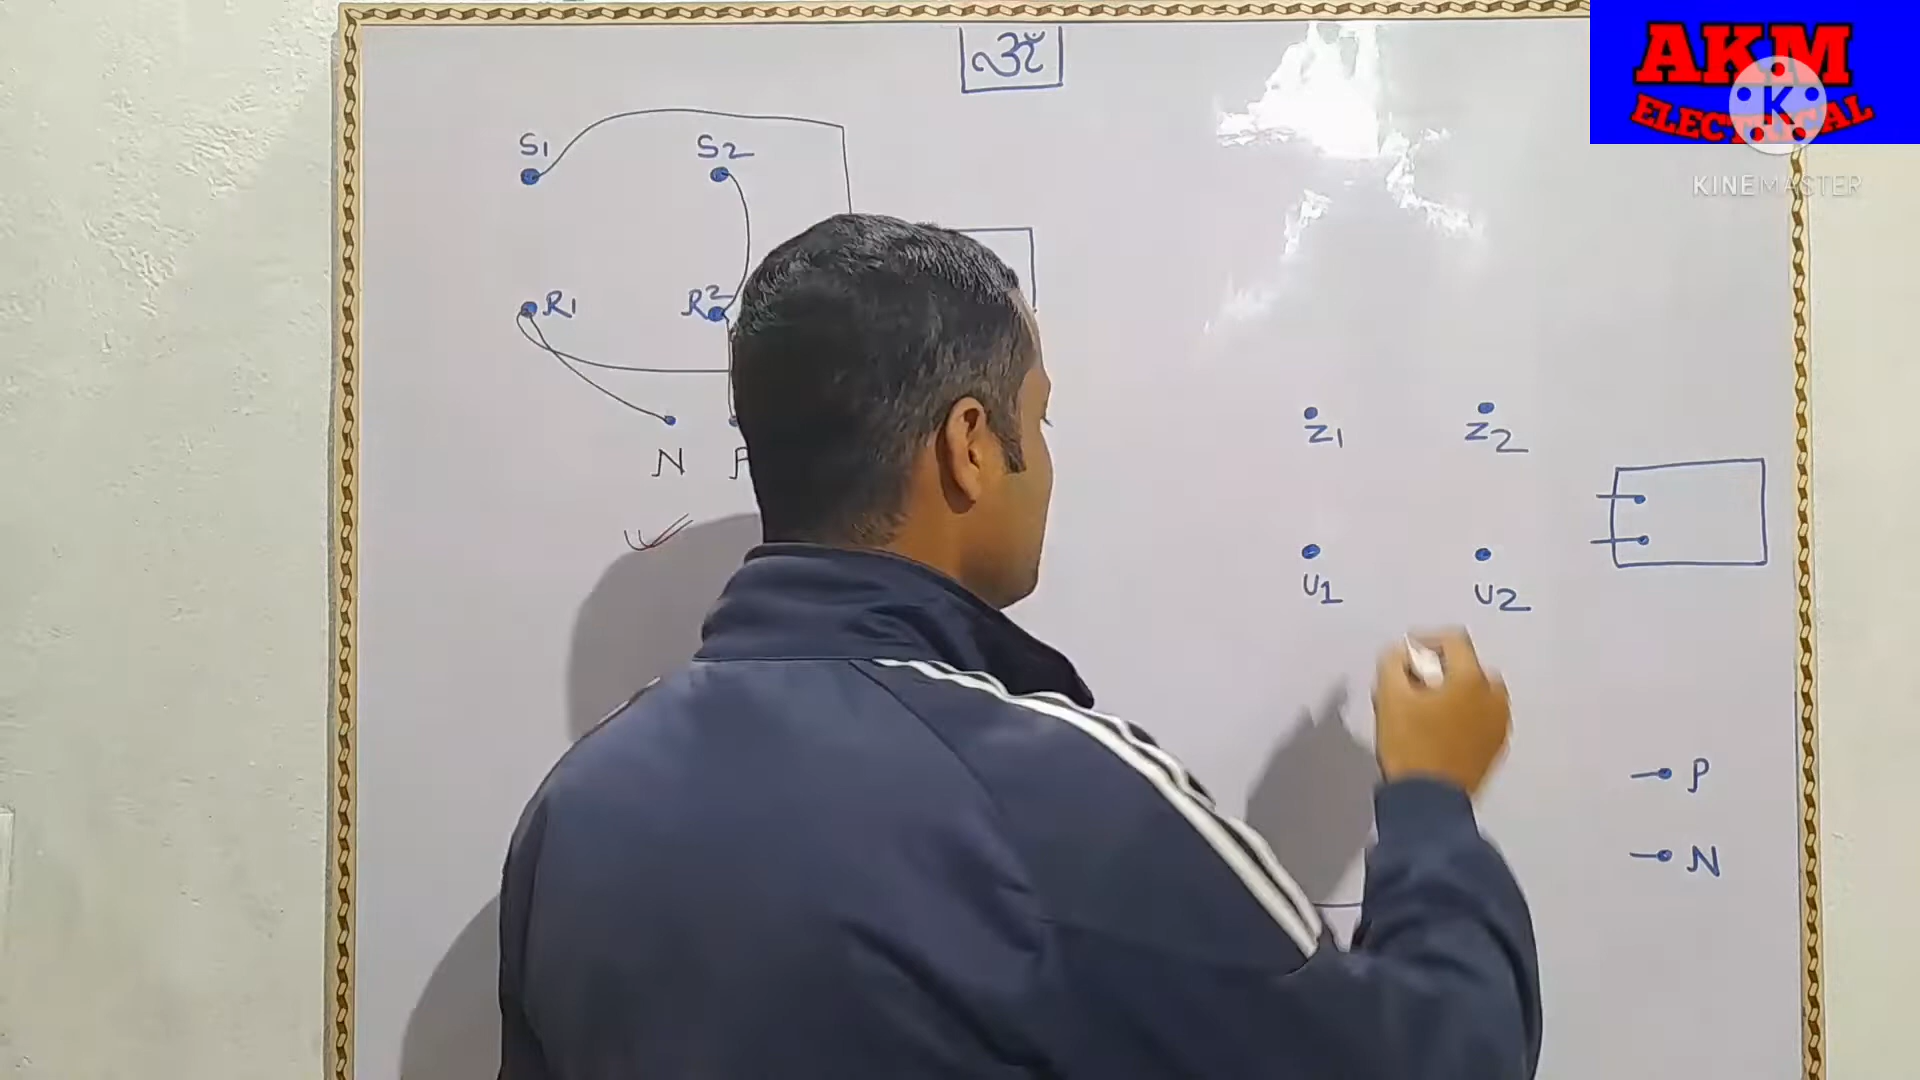 ॐ
AKM
ELECTRICAL
K
KINEMASTER
S1 S2
R1 R2
N
Z1 Z2
U1 U2
P
N